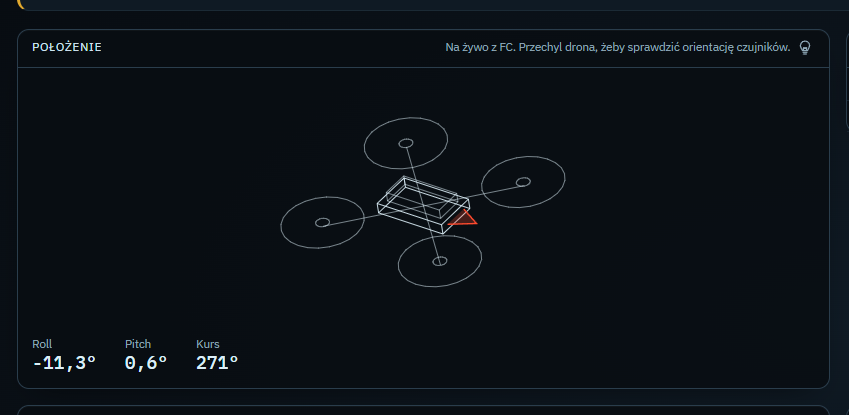 POŁOŻENIE
Na żywo z FC. Przechyl drona, żeby sprawdzić orientację czujników.
Roll Pitch Kurs
-11,3° 0,6° 271°